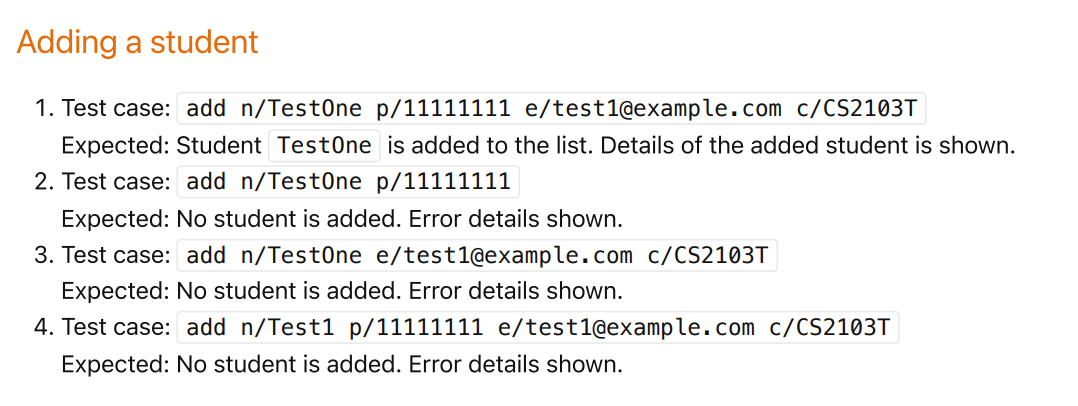 Adding a student
1. Test case: add n/TestOne p/11111111 e/test1@example.com c/CS2103T
Expected: Student TestOne is added to the list. Details of the added student is shown.
2. Test case: add n/TestOne p/11111111
Expected: No student is added. Error details shown.
3. Test case: add n/TestOne e/test1@example.com c/CS2103T
Expected: No student is added. Error details shown.
4. Test case: add n/Test1 p/11111111 e/test1@example.com c/CS2103T
Expected: No student is added. Error details shown.